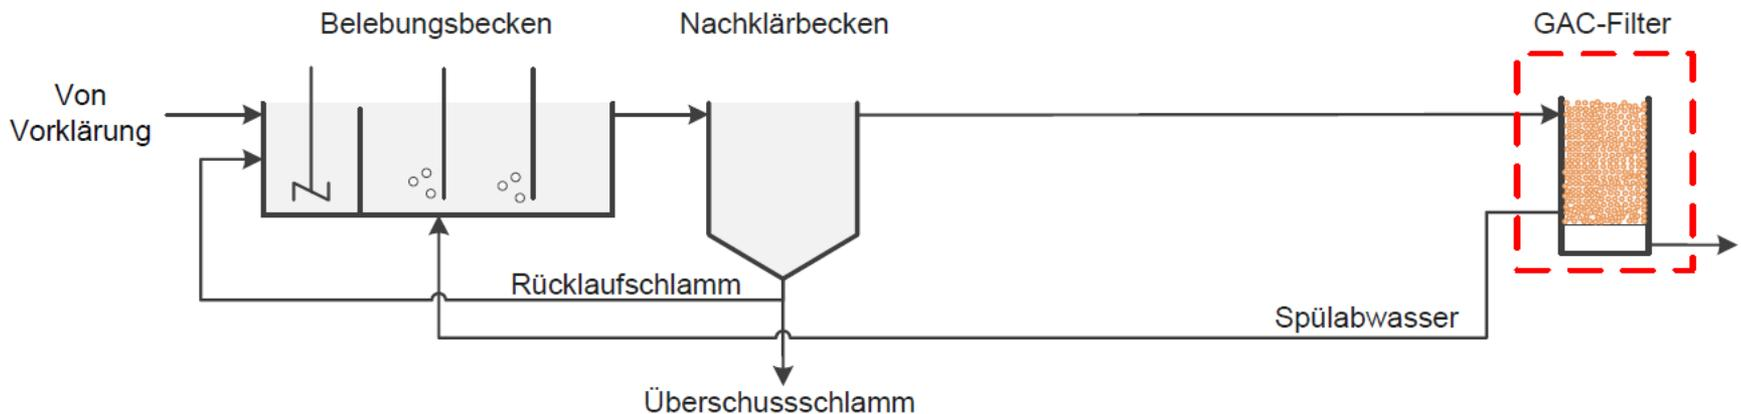 Belebungsbecken
Nachklärbecken
GAC-Filter
Von
Vorklärung
Rücklaufschlamm
Spülabwasser
Überschussschlamm